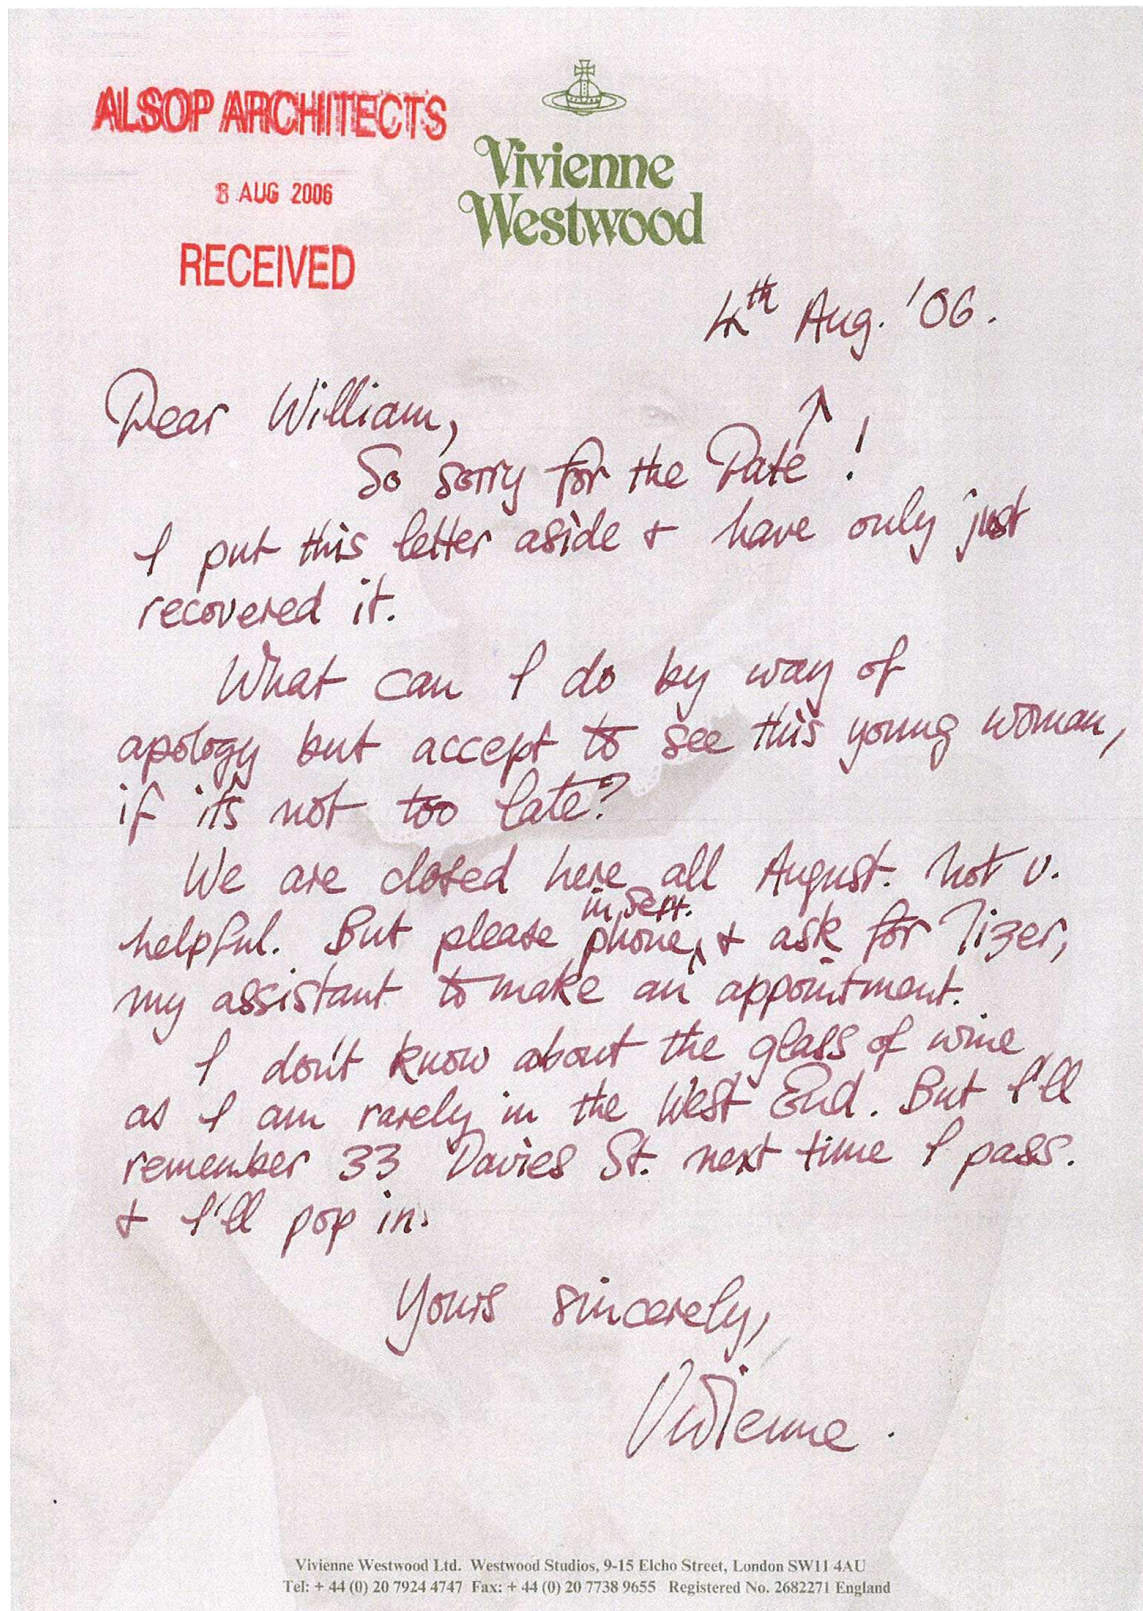 ALSOP ARCHITECTS
8 AUG 2006
RECEIVED
Vivienne
Westwood
4th Aug. '06.
Dear William,
So sorry for the Date !
I put this letter aside + have only just
recovered it.
What can I do by way of
apology but accept to see this young woman,
if it's not too late?
We are closed here all August. Not v.
helpful. But please phone in Sept. + ask for Tizer,
my assistant to make an appointment.
I don't know about the glass of wine
as I am rarely in the West End. But I'll
remember 33 Davies St. next time I pass.
+ I'll pop in.
Yours sincerely,
Vivienne.
Vivienne Westwood Ltd. Westwood Studios, 9-15 Elcho Street, London SW11 4AU
Tel: + 44 (0) 20 7924 4747 Fax: + 44 (0) 20 7738 9655 Registered No. 2682271 England